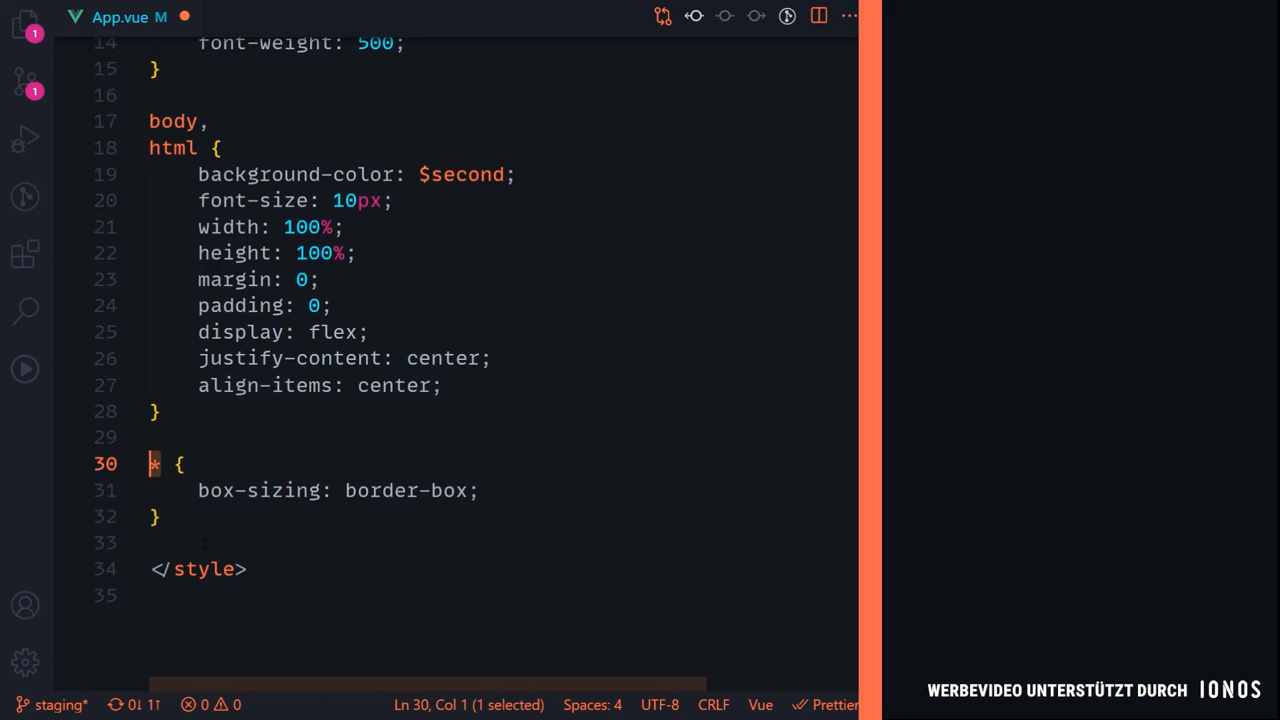 App.vue M
14 font-weight: 500;
15 }
16
17 body,
18 html {
19 background-color: $second;
20 font-size: 10px;
21 width: 100%;
22 height: 100%;
23 margin: 0;
24 padding: 0;
25 display: flex;
26 justify-content: center;
27 align-items: center;
28 }
29
30 * {
31 box-sizing: border-box;
32 }
33
34 </style>
35
1
1
staging* 0↓ 1↑ 0 0 Ln 30, Col 1 (1 selected) Spaces: 4 UTF-8 CRLF Vue Prettier
WERBEVIDEO UNTERSTÜTZT DURCH IONOS